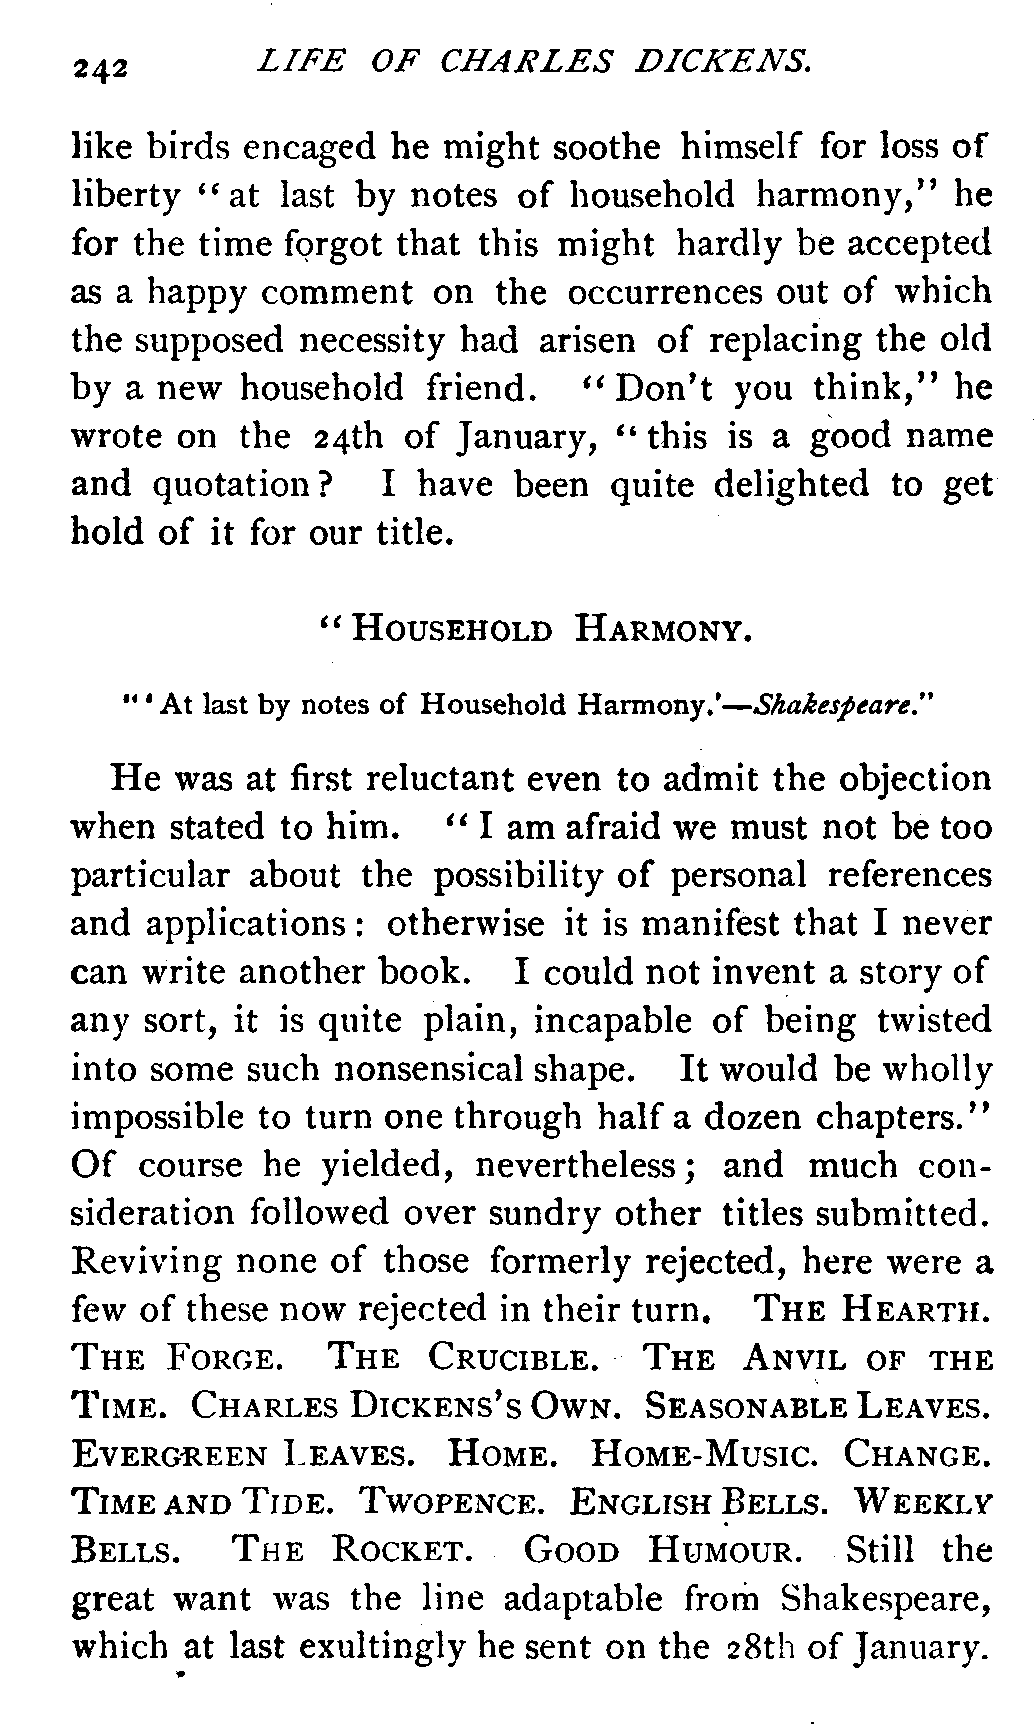 242 LIFE OF CHARLES DICKENS.
like birds encaged he might soothe himself for loss of
liberty “at last by notes of household harmony,” he
for the time forgot that this might hardly be accepted
as a happy comment on the occurrences out of which
the supposed necessity had arisen of replacing the old
by a new household friend. “Don't you think,” he
wrote on the 24th of January, “this is a good name
and quotation? I have been quite delighted to get
hold of it for our title.
“HOUSEHOLD HARMONY.
“‘At last by notes of Household Harmony.’—Shakespeare.”
He was at first reluctant even to admit the objection
when stated to him. “I am afraid we must not be too
particular about the possibility of personal references
and applications: otherwise it is manifest that I never
can write another book. I could not invent a story of
any sort, it is quite plain, incapable of being twisted
into some such nonsensical shape. It would be wholly
impossible to turn one through half a dozen chapters.”
Of course he yielded, nevertheless; and much con-
sideration followed over sundry other titles submitted.
Reviving none of those formerly rejected, here were a
few of these now rejected in their turn. THE HEARTH.
THE FORGE. THE CRUCIBLE. THE ANVIL OF THE
TIME. CHARLES DICKENS'S OWN. SEASONABLE LEAVES.
EVERGREEN LEAVES. HOME. HOME-MUSIC. CHANGE.
TIME AND TIDE. TWOPENCE. ENGLISH BELLS. WEEKLY
BELLS. THE ROCKET. GOOD HUMOUR. Still the
great want was the line adaptable from Shakespeare,
which at last exultingly he sent on the 28th of January.